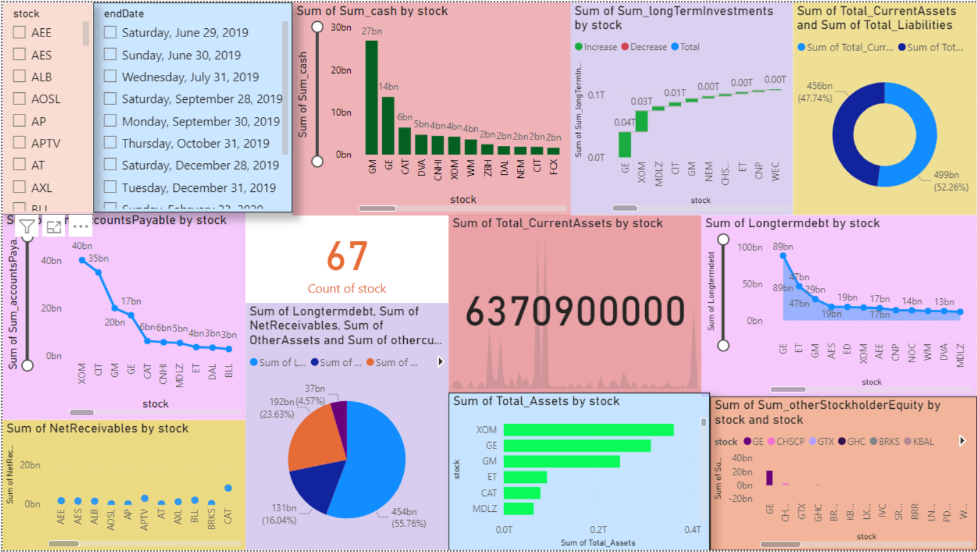 stock
AEE
AES
ALB
AOSL
AP
APTV
AT
AXL
BLL
endDate
Saturday, June 29, 2019
Sunday, June 30, 2019
Wednesday, July 31, 2019
Saturday, September 28, 2019
Monday, September 30, 2019
Thursday, October 31, 2019
Saturday, December 28, 2019
Tuesday, December 31, 2019
Saturday, February 22, 2020
Sum of Sum_cash by stock
Sum of Sum_cash
30bn
20bn
10bn
0bn
27bn
14bn
6bn
5bn
4bn
4bn
4bn
2bn
2bn
2bn
2bn
2bn
GM
GE
CAT
DVA
CNHI
XOM
WM
ZBH
DAL
NEM
CIT
FCX
stock
Sum of Sum_longTermInvestments
by stock
Increase
Decrease
Total
Sum of Sum_longTermIn...
0.1T
0.0T
0.04T
0.03T
0.01T
0.00T
0.00T
0.00T
GE
XOM
MDLZ
CIT
GM
NEM
CHS...
ET
CNP
WEC
stock
Sum of Total_CurrentAssets
and Sum of Total_Liabilities
Sum of Total_Curr...
Sum of Tot...
456bn
(47.74%)
499bn
(52.26%)
accountsPayable by stock
Sum of Sum_accountsPaya...
40bn
20bn
0bn
40bn
35bn
20bn
17bn
6bn
6bn
5bn
4bn
3bn
3bn
XOM
CIT
GM
GE
CAT
CNHI
MDLZ
ET
DAL
BLL
stock
67
Count of stock
Sum of Longtermdebt, Sum of
NetReceivables, Sum of
OtherAssets and Sum of othercu...
Sum of L...
Sum of ...
Sum of ...
37bn
(4.57%)
192bn
(23.63%)
131bn
(16.04%)
454bn
(55.76%)
Sum of Total_CurrentAssets by stock
6370900000
Sum of Longtermdebt by stock
Sum of Longtermdebt
100bn
50bn
0bn
89bn
89bn
47bn
47bn
29bn
19bn
19bn
17bn
17bn
14bn
13bn
GE
ET
GM
AES
ED
XOM
AEE
CNP
NDC
WM
DVA
MDLZ
stock
Sum of NetReceivables by stock
Sum of NetRec...
20bn
0bn
AEE
AES
ALB
AOSL
AP
APTV
AT
AXL
BLL
BRKS
CAT
stock
Sum of Total_Assets by stock
stock
XOM
GE
GM
ET
CAT
MDLZ
0.0T
0.2T
0.4T
Sum of Total_Assets
Sum of Sum_otherStockholderEquity by
stock and stock
stock
GE
CHSCP
GTX
GHC
BRKS
KBAL
Sum of Su...
40bn
20bn
0bn
-20bn
GE
CH...
GTX
GHC
BR...
KB...
LX...
IVC
SR...
RRR
LN...
PD...
W...
stock